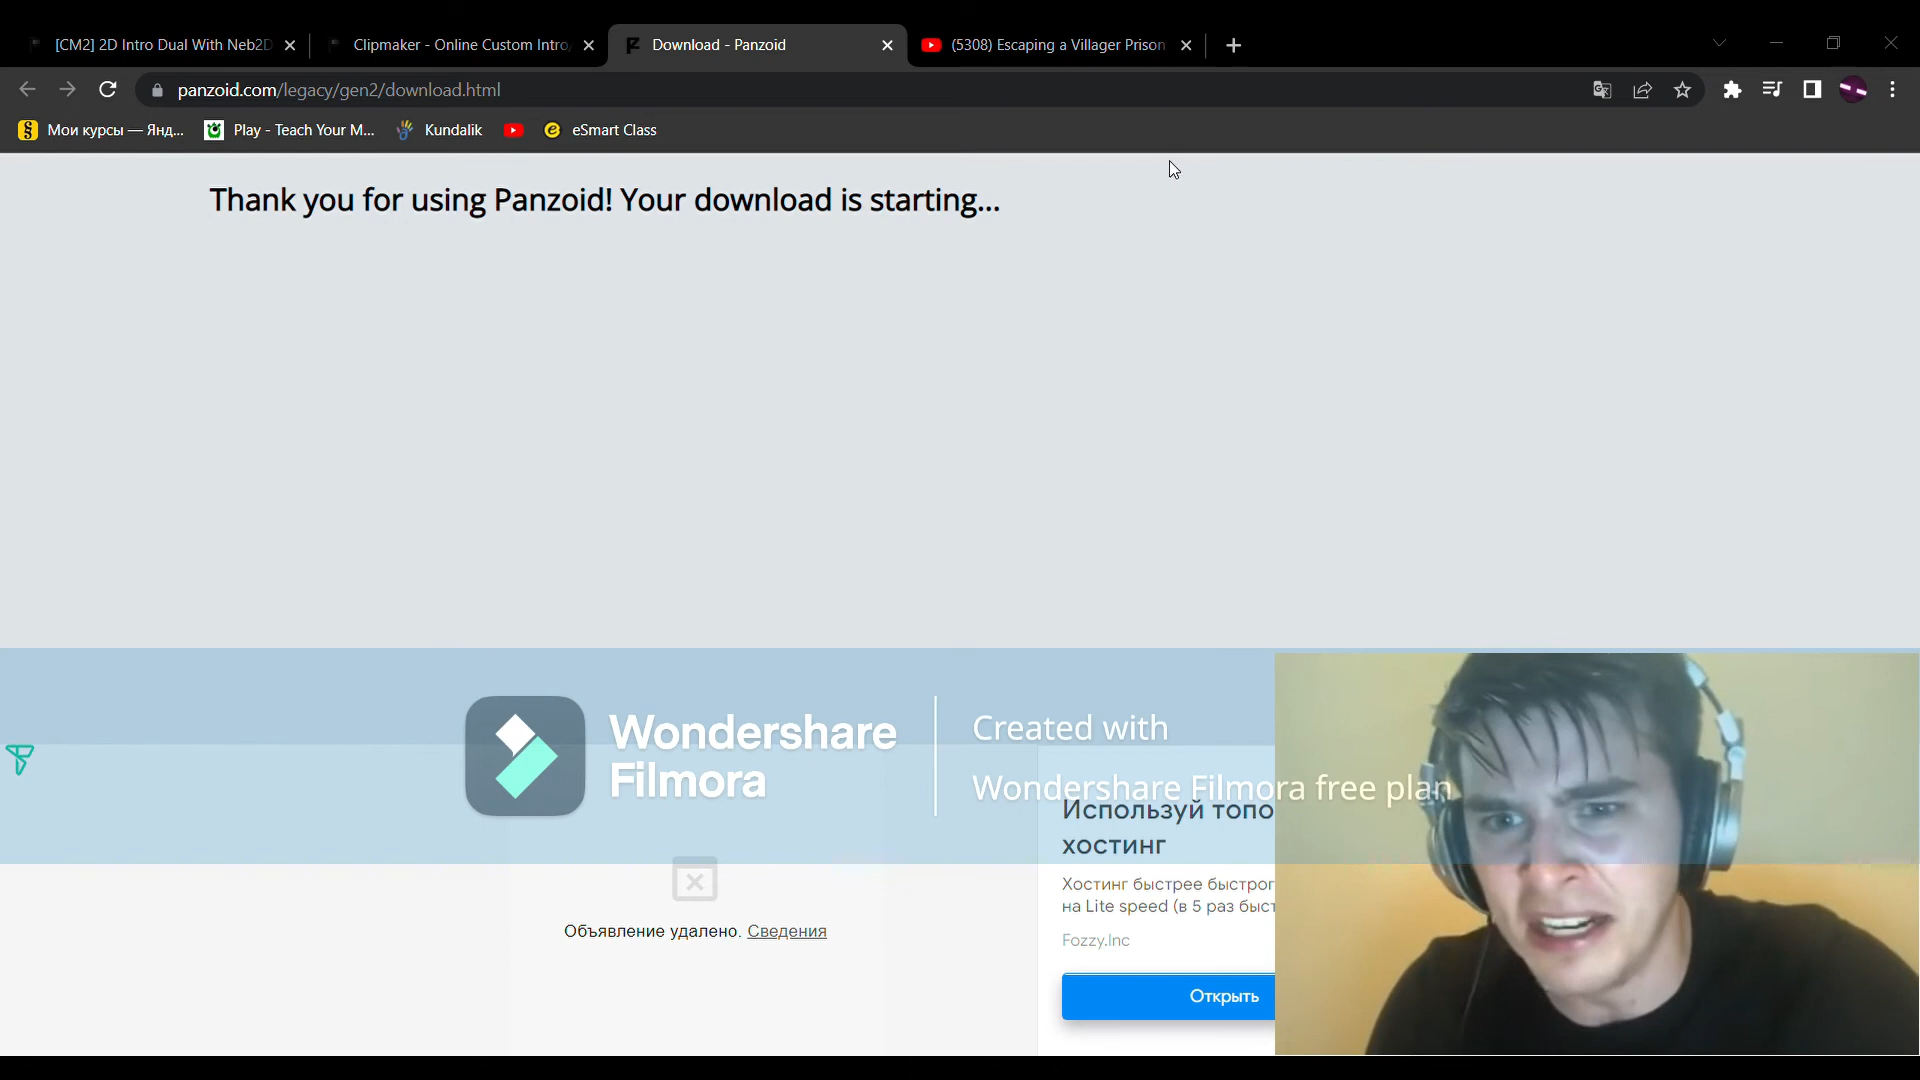 [CM2] 2D Intro Dual With Neb2D
Clipmaker - Online Custom Intro,
Download - Panzoid
(5308) Escaping a Villager Prison
panzoid.com/legacy/gen2/download.html
Мои курсы — Янд...
Play - Teach Your M...
Kundalik
eSmart Class
Thank you for using Panzoid! Your download is starting...
Wondershare
Filmora
Created with
Wondershare Filmora free plan
Используй топо
хостинг
Хостинг быстрее быстрог
на Lite speed (в 5 раз быст
Fozzy.Inc
Открыть
Объявление удалено. Сведения